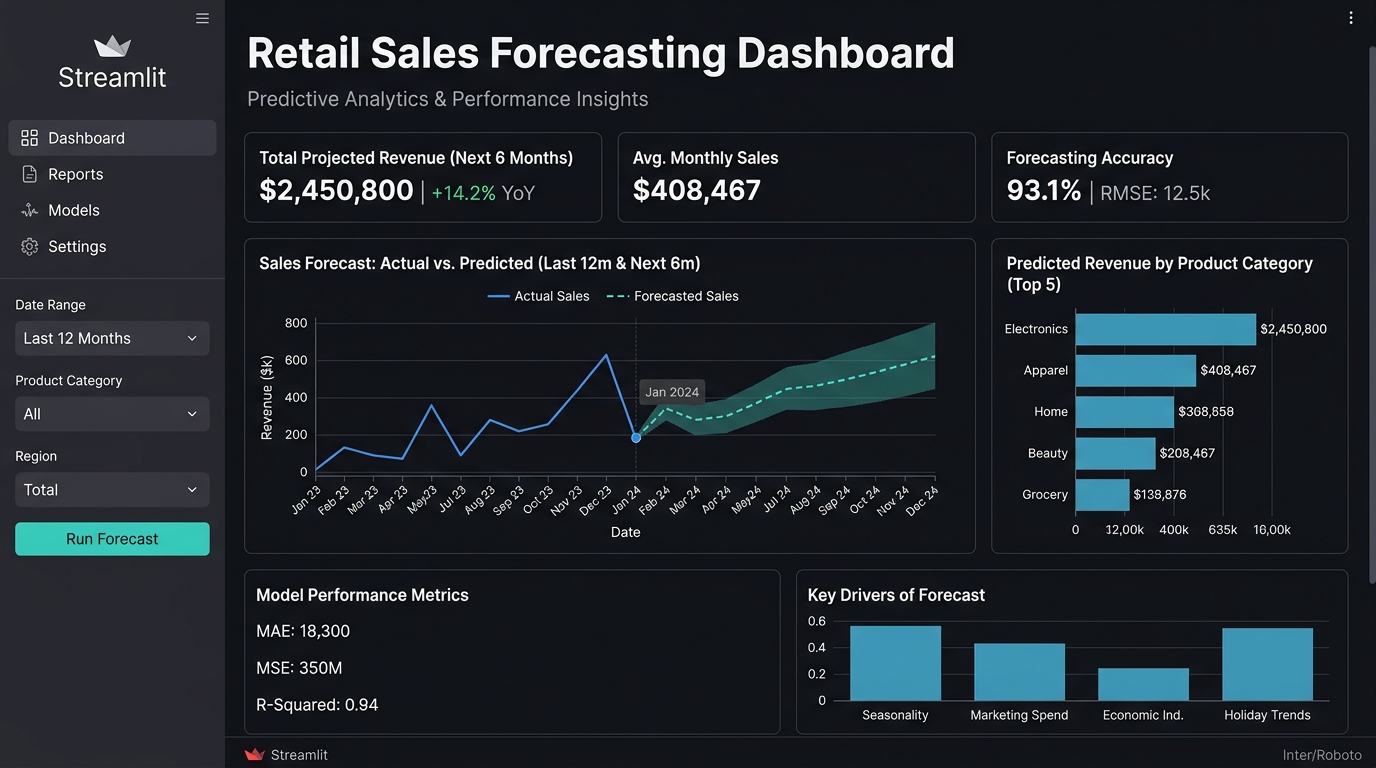 Streamlit
Dashboard
Reports
Models
Settings
Date Range
Last 12 Months
Product Category
All
Region
Total
Run Forecast
Retail Sales Forecasting Dashboard
Predictive Analytics & Performance Insights
Total Projected Revenue (Next 6 Months)
$2,450,800 | +14.2% YoY
Avg. Monthly Sales
$408,467
Forecasting Accuracy
93.1% | RMSE: 12.5k
Sales Forecast: Actual vs. Predicted (Last 12m & Next 6m)
Actual Sales Forecasted Sales
Revenue ($k)
800
600
400
200
0
Jan 2024
Jan 23 Feb 23 Mar 23 Apr 23 May 23 Jul 23 Aug 23 Sep 23 Oct 23 Nov 23 Dec 23 Jan 24 Feb 24 Mar 24 Apr 24 May 24 Jul 24 Aug 24 Sep 24 Oct 24 Nov 24 Dec 24
Date
Predicted Revenue by Product Category
(Top 5)
Electronics $2,450,800
Apparel $408,467
Home $368,858
Beauty $208,467
Grocery $138,876
0 12,00k 400k 635k 16,00k
Model Performance Metrics
MAE: 18,300
MSE: 350M
R-Squared: 0.94
Key Drivers of Forecast
0.6
0.4
0.2
0
Seasonality Marketing Spend Economic Ind. Holiday Trends
Streamlit
Inter/Roboto